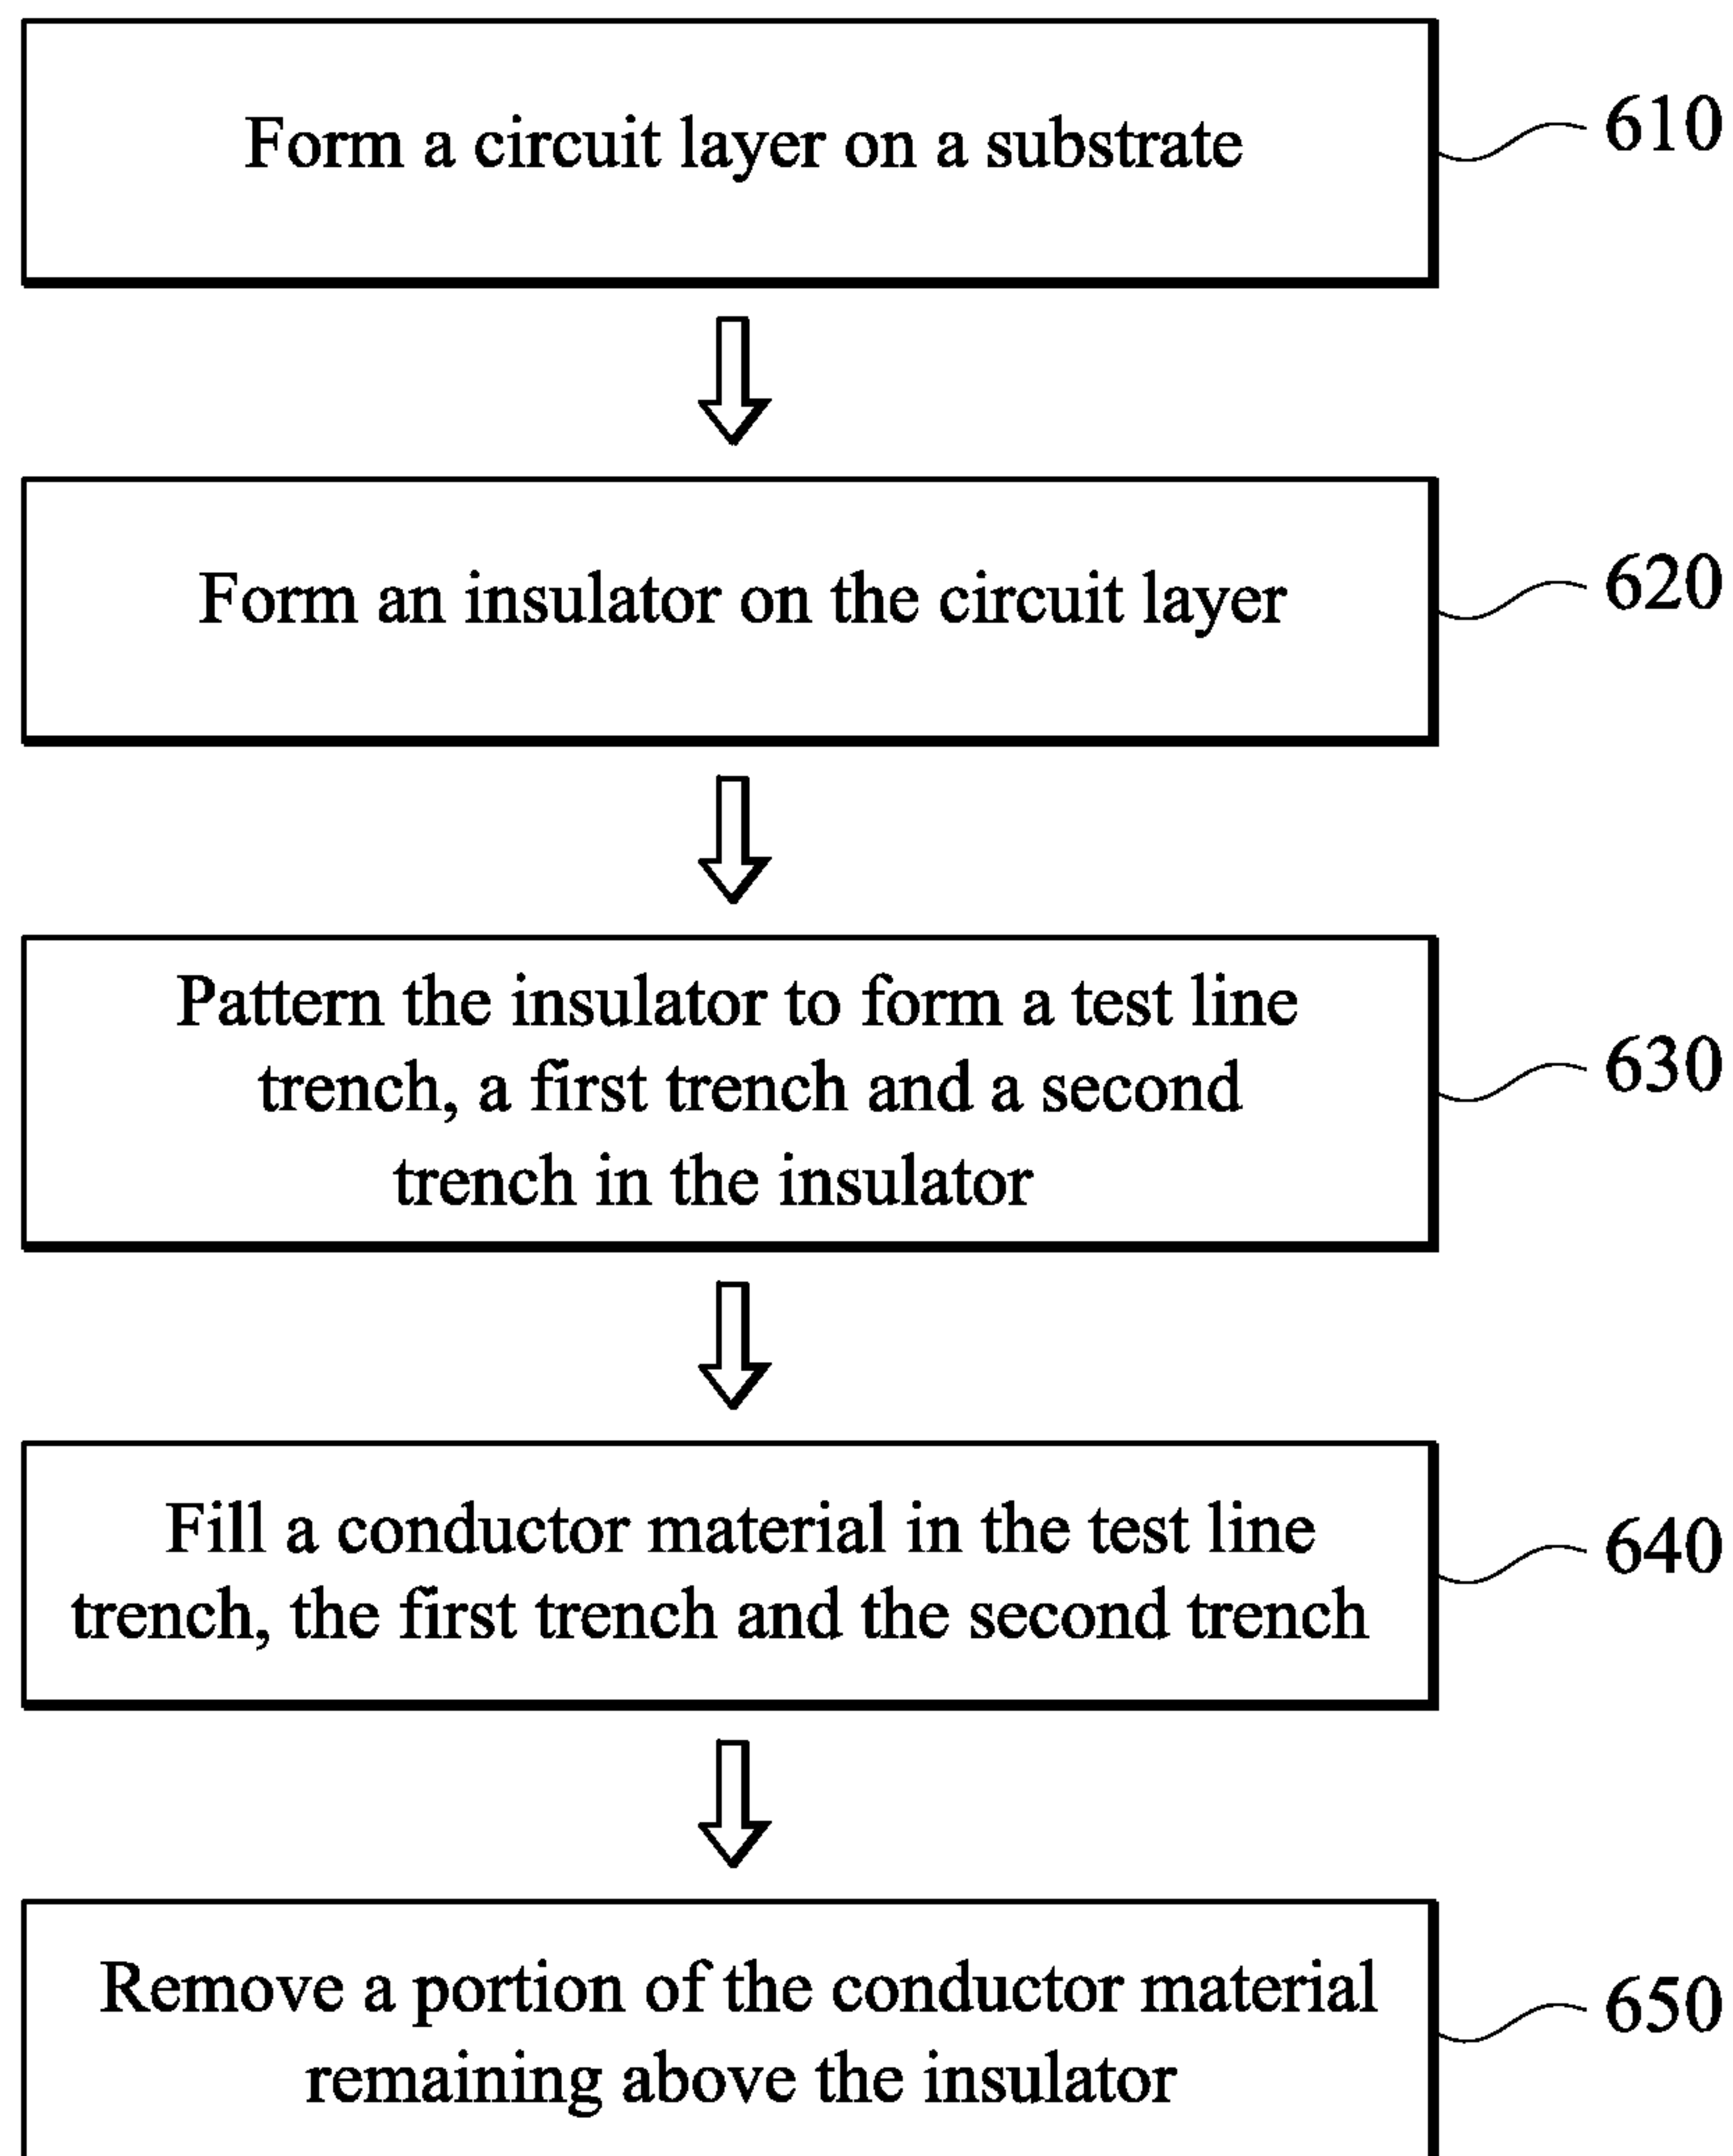 Form a circuit layer on a substrate
610
Form an insulator on the circuit layer
620
Pattern the insulator to form a test line
trench, a first trench and a second
trench in the insulator
630
Fill a conductor material in the test line
trench, the first trench and the second trench
640
Remove a portion of the conductor material
remaining above the insulator
650